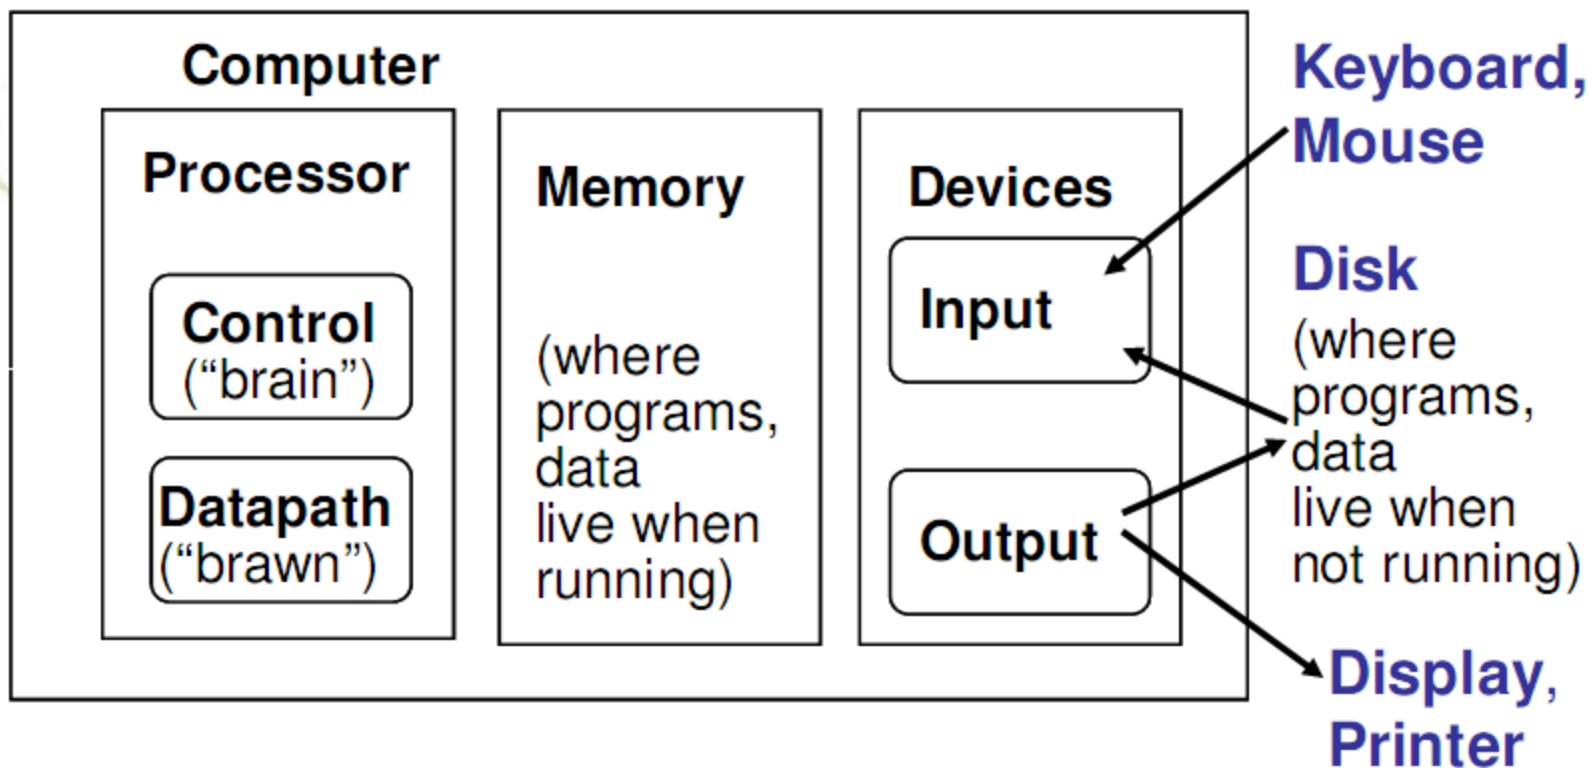 Computer
Processor
Control
(“brain”)
Datapath
(“brawn”)
Memory
(where
programs,
data
live when
running)
Devices
Input
Output
Keyboard,
Mouse
Disk
(where
programs,
data
live when
not running)
Display,
Printer